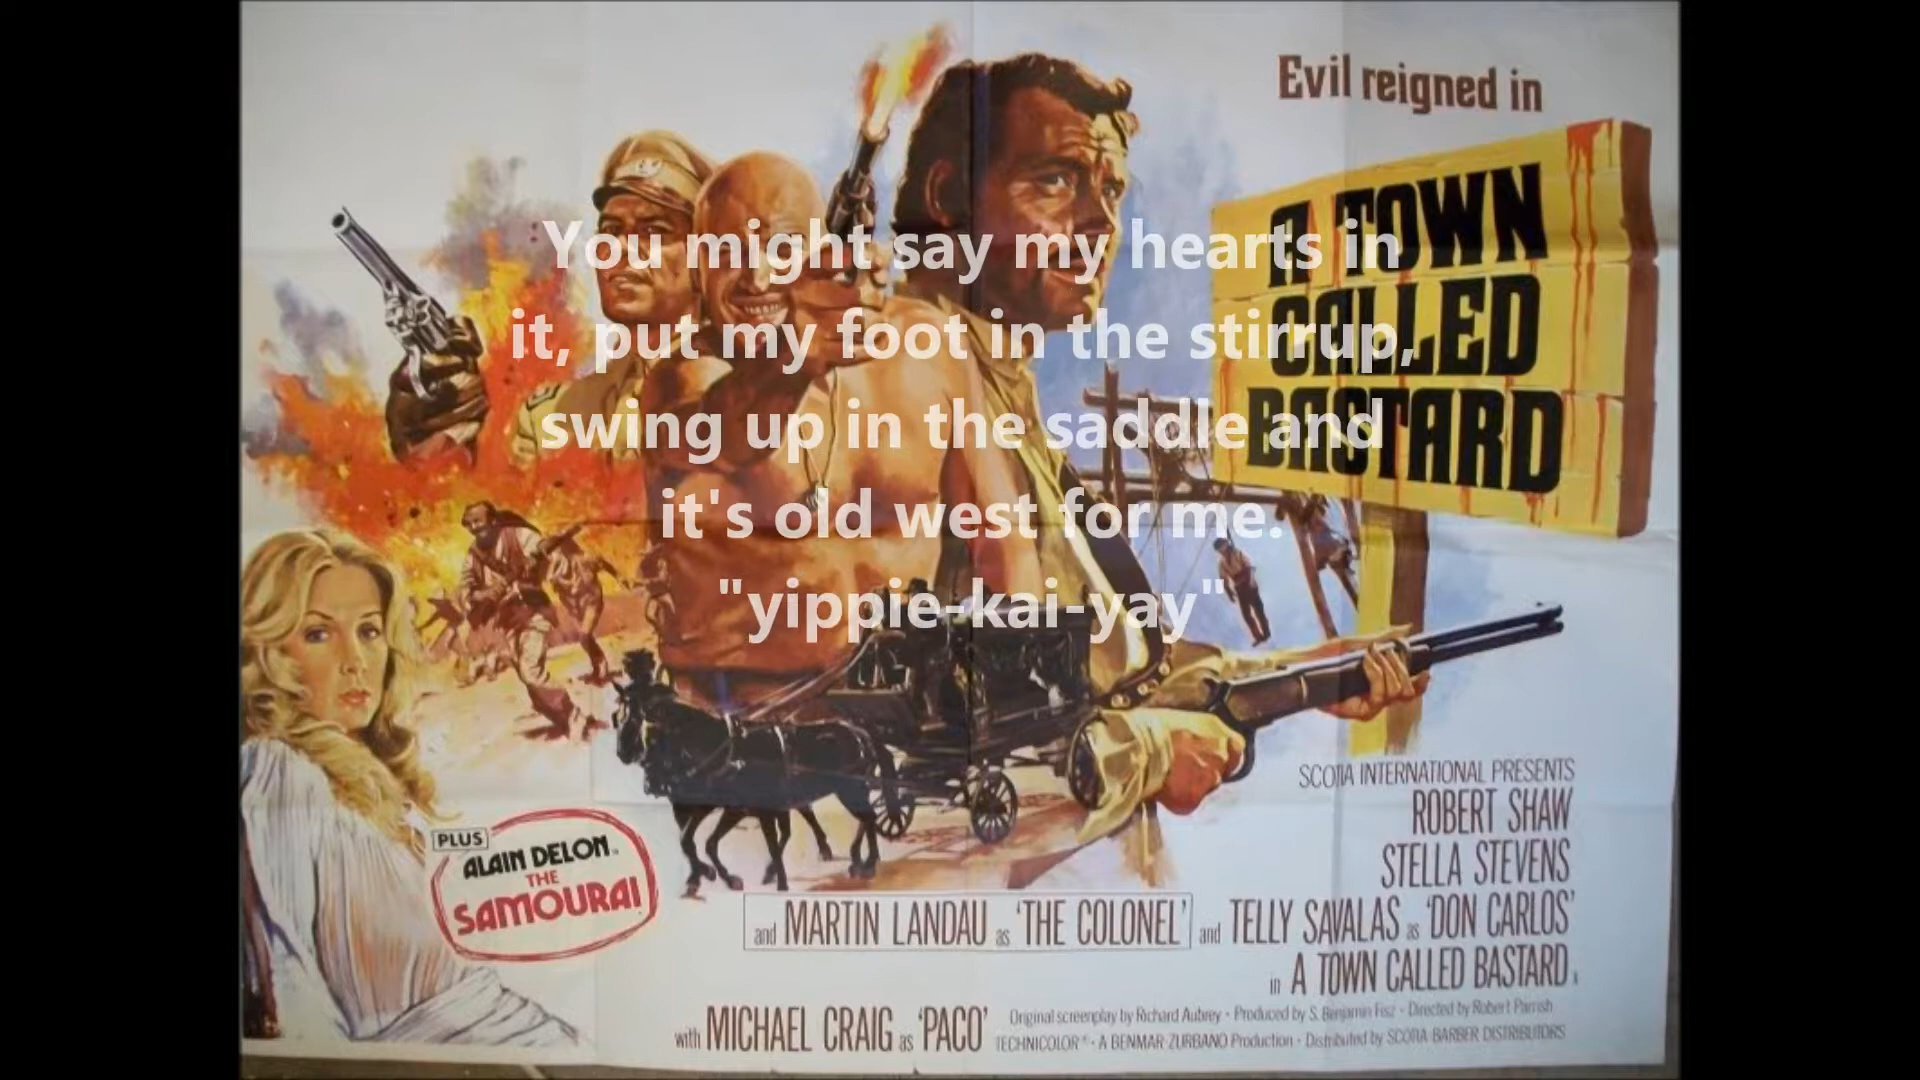 Evil reigned in
A TOWN
CALLED
BASTARD
You might say my hearts in
it, put my foot in the stirrup,
swing up in the saddle and
it's old west for me.
"yippie-kai-yay"
PLUS
ALAIN DELON IN
THE
SAMOURAI
SCOTIA INTERNATIONAL PRESENTS
ROBERT SHAW
STELLA STEVENS
and MARTIN LANDAU as 'THE COLONEL' and TELLY SAVALAS as 'DON CARLOS'
in A TOWN CALLED BASTARD
with MICHAEL CRAIG as 'PACO'
Original screenplay by Richard Aubrey · Produced by S. Benjamin Fisz · Directed by Robert Parrish
TECHNICOLOR® · A BENMAR-ZURBANO Production · Distributed by SCOTIA-BARBER DISTRIBUTORS